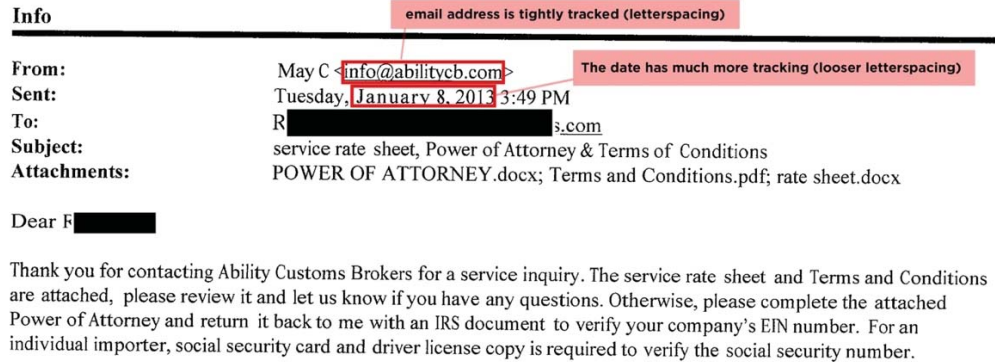 Info
email address is tightly tracked (letterspacing)
From: May C <info@abilitycb.com>
The date has much more tracking (looser letterspacing)
Sent: Tuesday, January 8, 2013 3:49 PM
To: R s.com
Subject: service rate sheet, Power of Attorney & Terms of Conditions
Attachments: POWER OF ATTORNEY.docx; Terms and Conditions.pdf; rate sheet.docx
Dear F
Thank you for contacting Ability Customs Brokers for a service inquiry. The service rate sheet and Terms and Conditions
are attached, please review it and let us know if you have any questions. Otherwise, please complete the attached
Power of Attorney and return it back to me with an IRS document to verify your company's EIN number. For an
individual importer, social security card and driver license copy is required to verify the social security number.